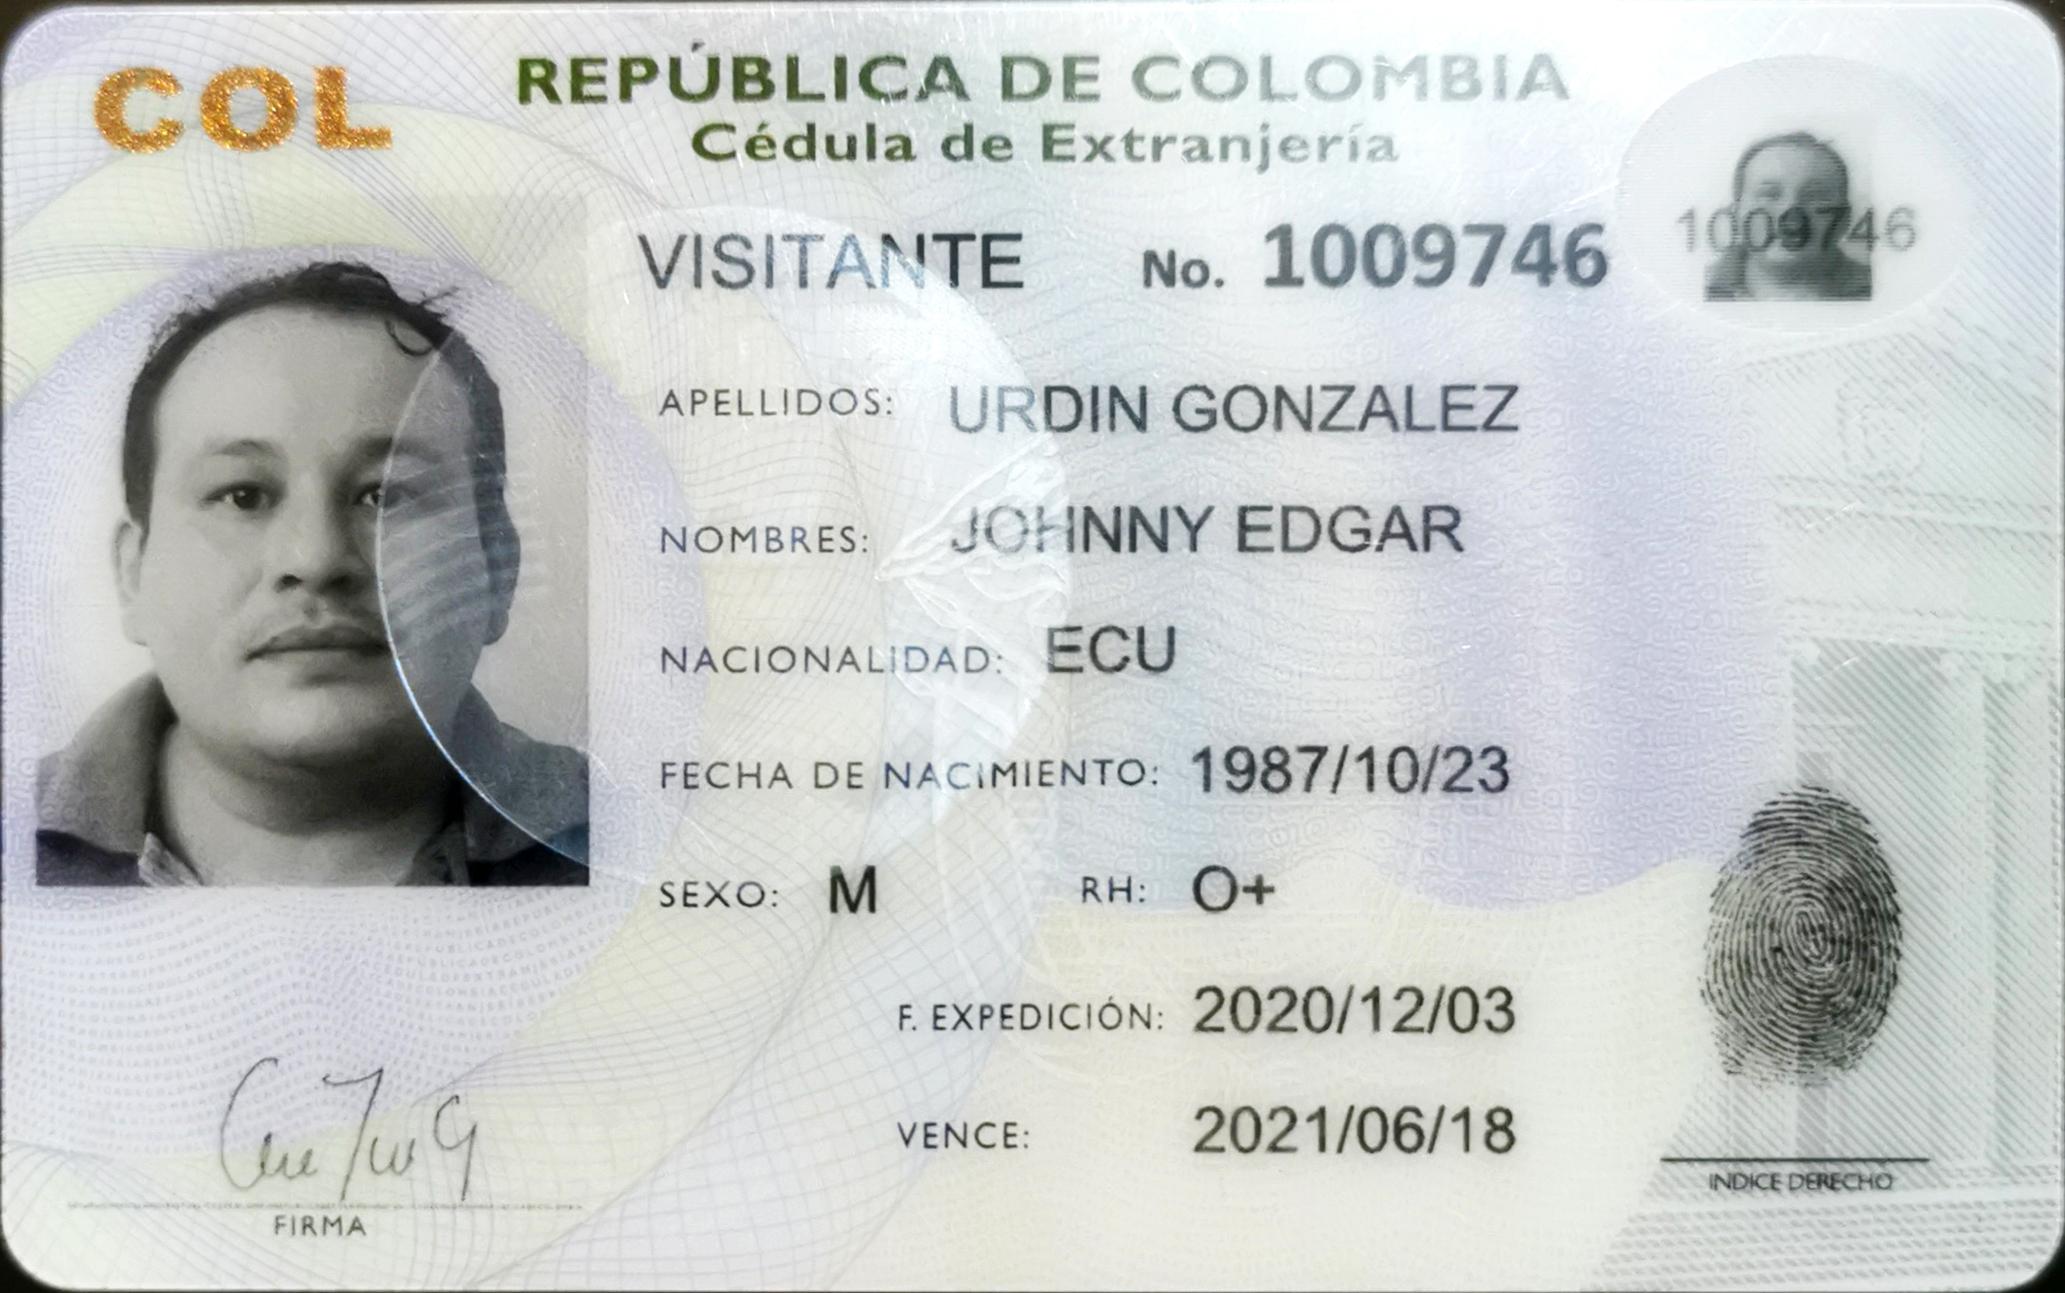 COL
REPÚBLICA DE COLOMBIA
Cédula de Extranjería
VISITANTE No. 1009746
1009746
APELLIDOS: URDIN GONZALEZ
NOMBRES: JOHNNY EDGAR
NACIONALIDAD: ECU
FECHA DE NACIMIENTO: 1987/10/23
SEXO: M RH: O+
F. EXPEDICIÓN: 2020/12/03
VENCE: 2021/06/18
FIRMA
INDICE DERECHO